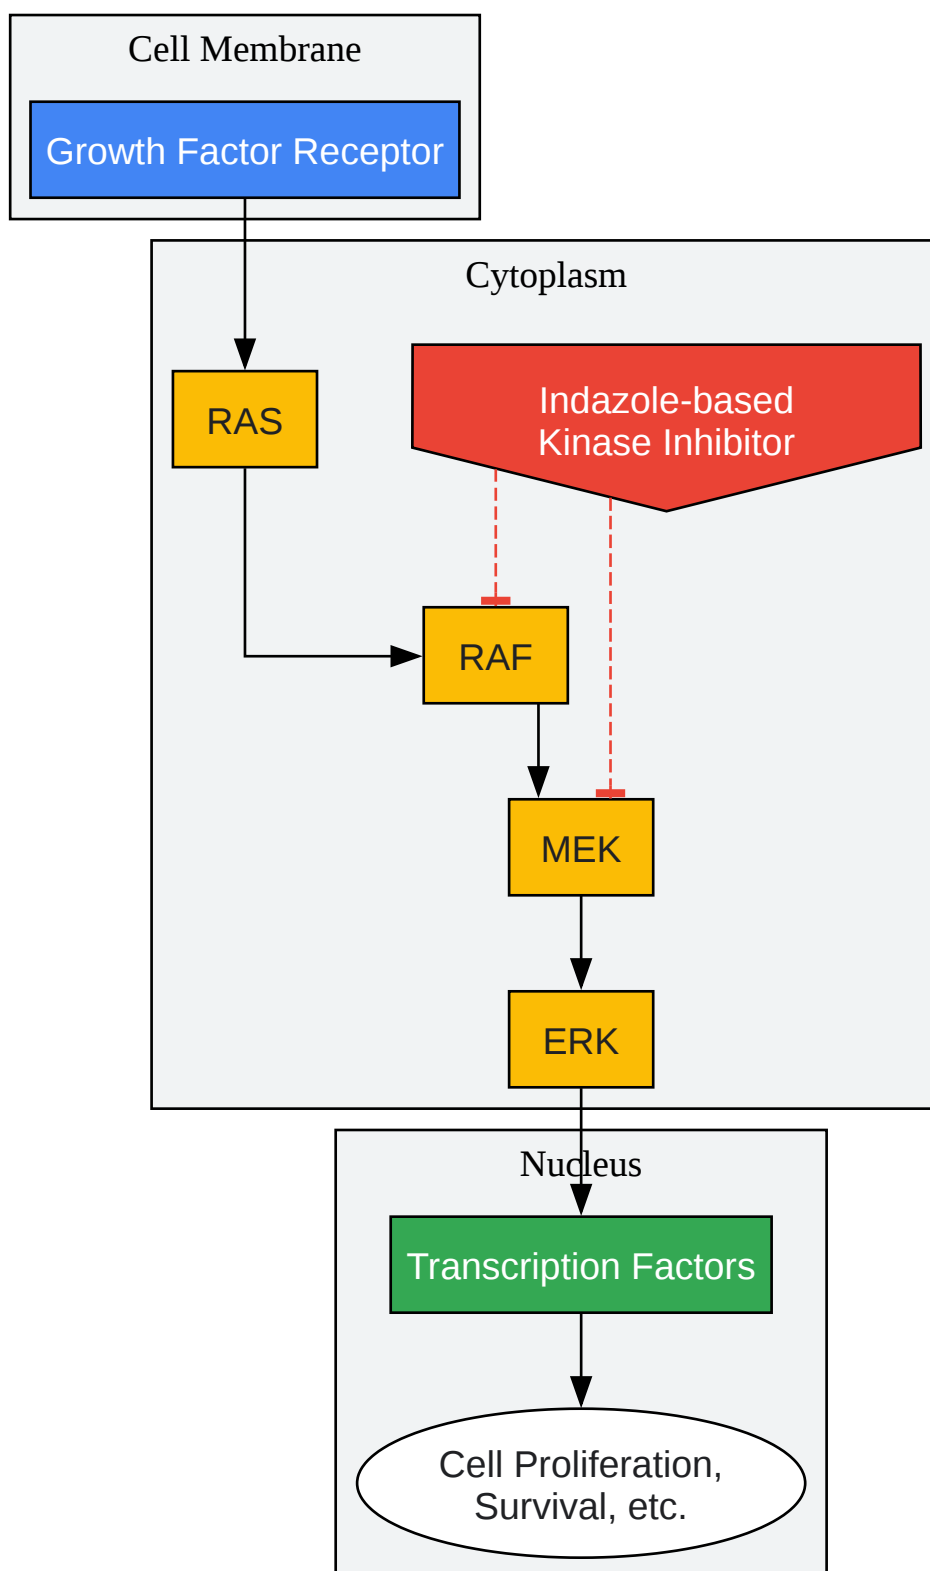 Cell Membrane
Growth Factor Receptor
Cytoplasm
Indazole-based
Kinase Inhibitor
RAS
RAF
MEK
ERK
Nucleus
Transcription Factors
Cell Proliferation,
Survival, etc.